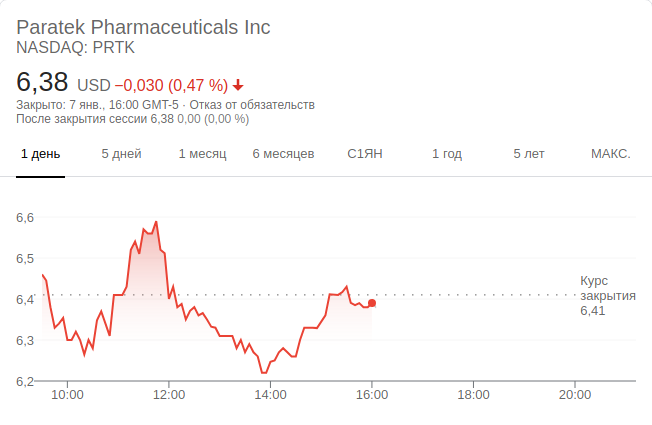 Paratek Pharmaceuticals Inc
NASDAQ: PRTK
6,38 USD −0,030 (0,47 %)
Закрыто: 7 янв., 16:00 GMT-5 · Отказ от обязательств
После закрытия сессии 6,38 0,00 (0,00 %)
1 день 5 дней 1 месяц 6 месяцев С1ЯН 1 год 5 лет МАКС.
6,6
6,5
6,4
6,3
6,2
Курс
закрытия
6,41
10:00 12:00 14:00 16:00 18:00 20:00